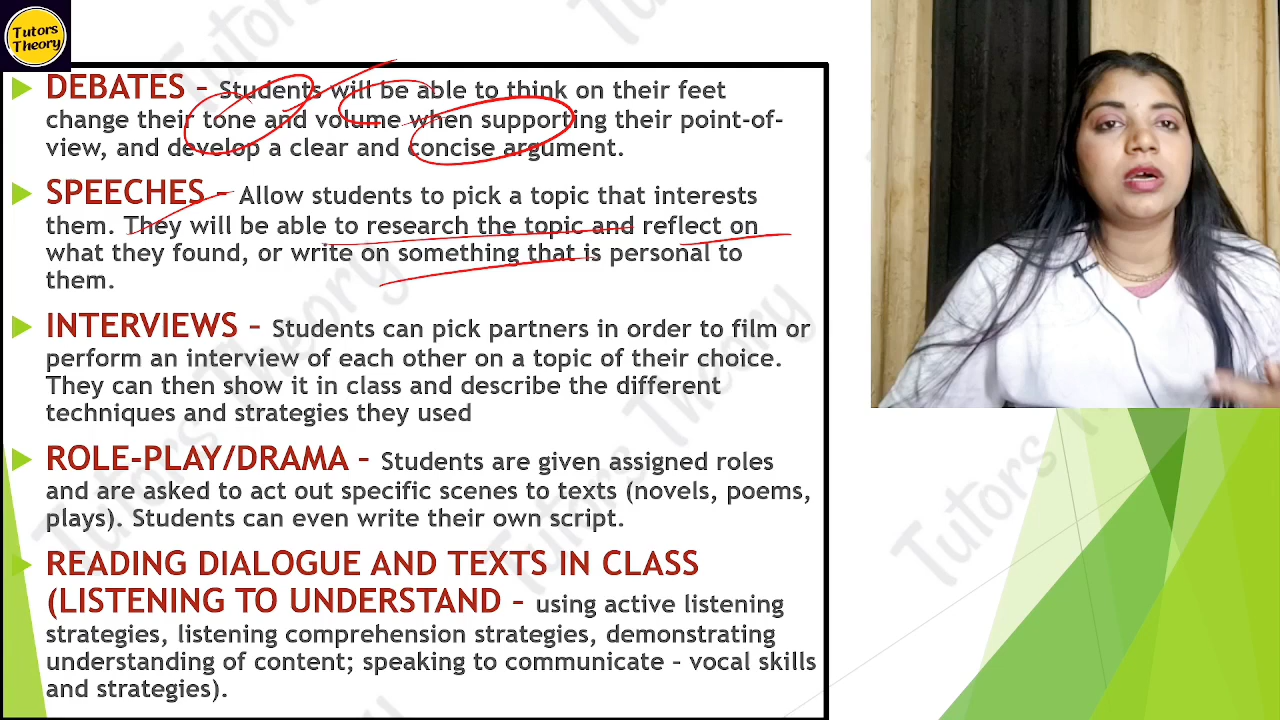 Tutors
Theory
DEBATES – Students will be able to think on their feet
change their tone and volume when supporting their point-of-
view, and develop a clear and concise argument.
SPEECHES – Allow students to pick a topic that interests
them. They will be able to research the topic and reflect on
what they found, or write on something that is personal to
them.
INTERVIEWS – Students can pick partners in order to film or
perform an interview of each other on a topic of their choice.
They can then show it in class and describe the different
techniques and strategies they used
ROLE-PLAY/DRAMA – Students are given assigned roles
and are asked to act out specific scenes to texts (novels, poems,
plays). Students can even write their own script.
READING DIALOGUE AND TEXTS IN CLASS
(LISTENING TO UNDERSTAND – using active listening
strategies, listening comprehension strategies, demonstrating
understanding of content; speaking to communicate – vocal skills
and strategies).
Tutors Theory
Tutors Theory
Tutors Theory